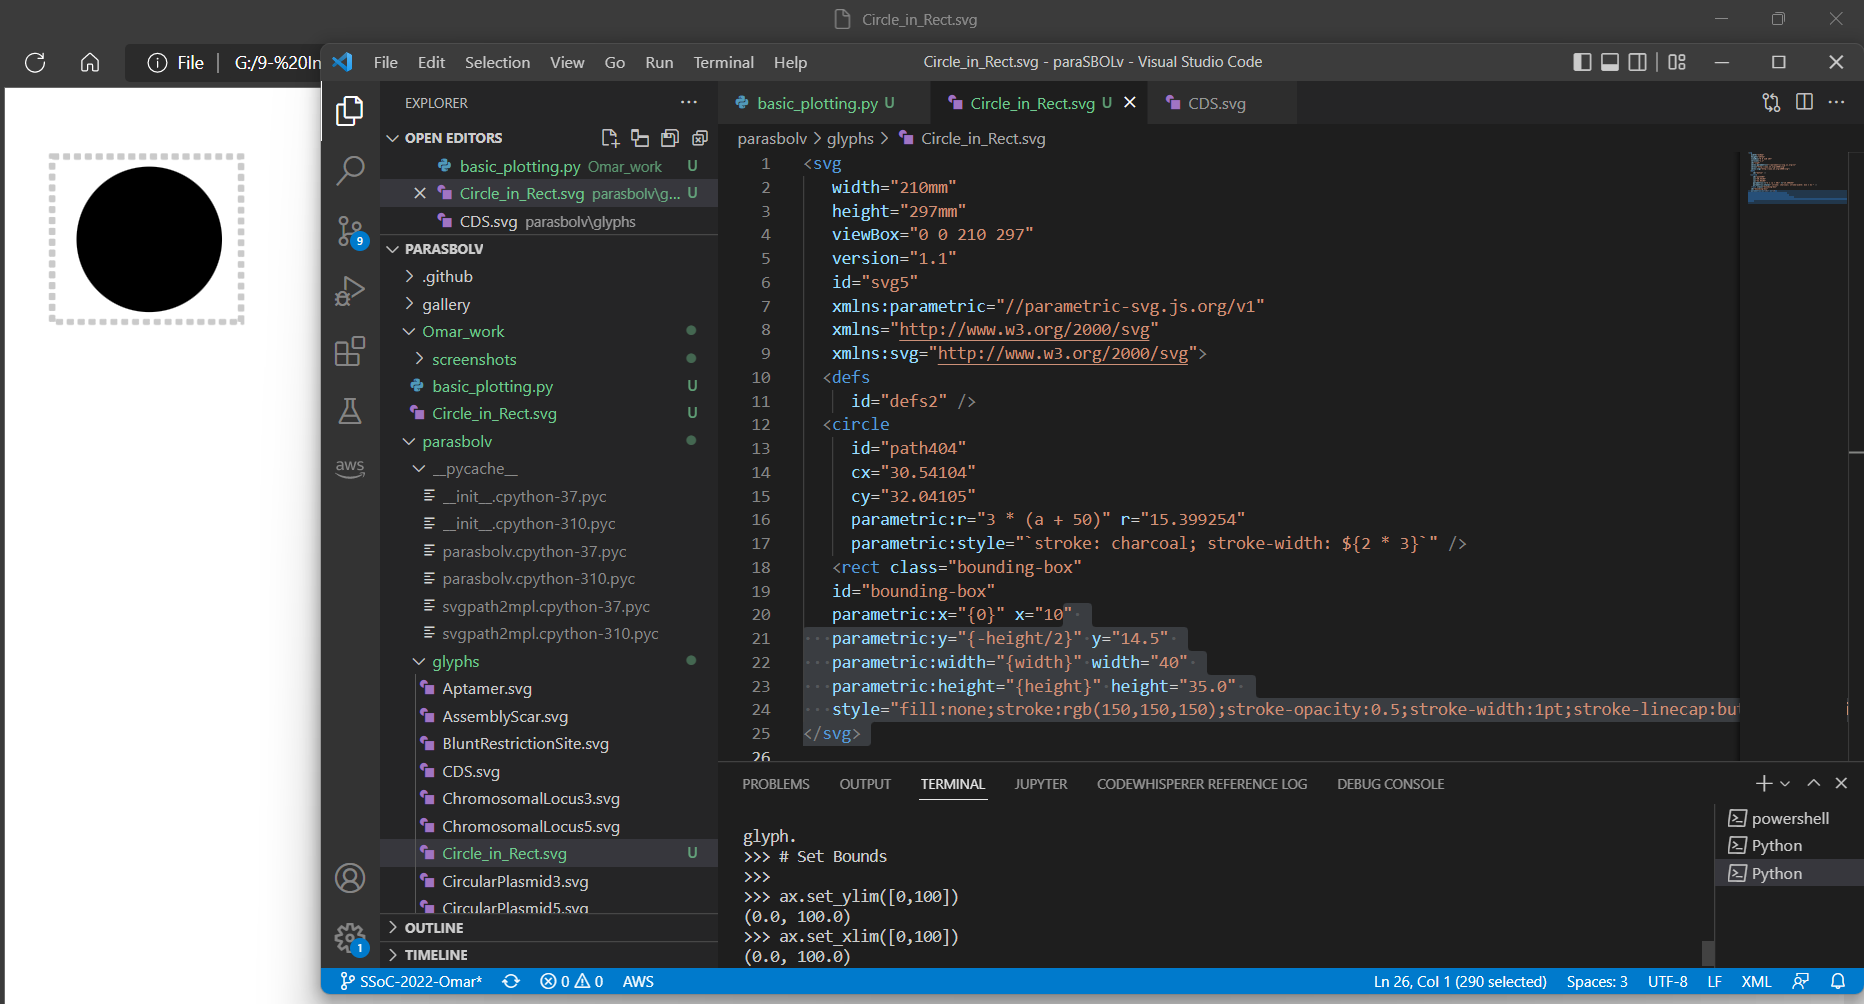 Circle_in_Rect.svg
File
G:/9-%20In
File Edit Selection View Go Run Terminal Help
Circle_in_Rect.svg - paraSBOLv - Visual Studio Code
EXPLORER
OPEN EDITORS
basic_plotting.py Omar_work U
Circle_in_Rect.svg parasbolv\g... U
CDS.svg parasbolv\glyphs
PARASBOLV
.github
gallery
Omar_work
screenshots
basic_plotting.py U
Circle_in_Rect.svg U
parasbolv
__pycache__
__init__.cpython-37.pyc
__init__.cpython-310.pyc
parasbolv.cpython-37.pyc
parasbolv.cpython-310.pyc
svgpath2mpl.cpython-37.pyc
svgpath2mpl.cpython-310.pyc
glyphs
Aptamer.svg
AssemblyScar.svg
BluntRestrictionSite.svg
CDS.svg
ChromosomalLocus3.svg
ChromosomalLocus5.svg
Circle_in_Rect.svg U
CircularPlasmid3.svg
CircularPlasmid5.svg
OUTLINE
TIMELINE
9
aws
1
basic_plotting.py U
Circle_in_Rect.svg U
CDS.svg
parasbolv > glyphs > Circle_in_Rect.svg
1 <svg
2 width="210mm"
3 height="297mm"
4 viewBox="0 0 210 297"
5 version="1.1"
6 id="svg5"
7 xmlns:parametric="//parametric-svg.js.org/v1"
8 xmlns="http://www.w3.org/2000/svg"
9 xmlns:svg="http://www.w3.org/2000/svg">
10 <defs
11 id="defs2" />
12 <circle
13 id="path404"
14 cx="30.54104"
15 cy="32.04105"
16 parametric:r="3 * (a + 50)" r="15.399254"
17 parametric:style="`stroke: charcoal; stroke-width: ${2 * 3}`" />
18 <rect class="bounding-box"
19 id="bounding-box"
20 parametric:x="{0}" x="10"
21 parametric:y="{-height/2}" y="14.5"
22 parametric:width="{width}" width="40"
23 parametric:height="{height}" height="35.0"
24 style="fill:none;stroke:rgb(150,150,150);stroke-opacity:0.5;stroke-width:1pt;stroke-linecap:bu
25 </svg>
26
PROBLEMS OUTPUT TERMINAL JUPYTER CODEWHISPERER REFERENCE LOG DEBUG CONSOLE
glyph.
>>> # Set Bounds
>>>
>>> ax.set_ylim([0,100])
(0.0, 100.0)
>>> ax.set_xlim([0,100])
(0.0, 100.0)
powershell
Python
Python
SSoC-2022-Omar* 0 0 AWS
Ln 26, Col 1 (290 selected) Spaces: 3 UTF-8 LF XML